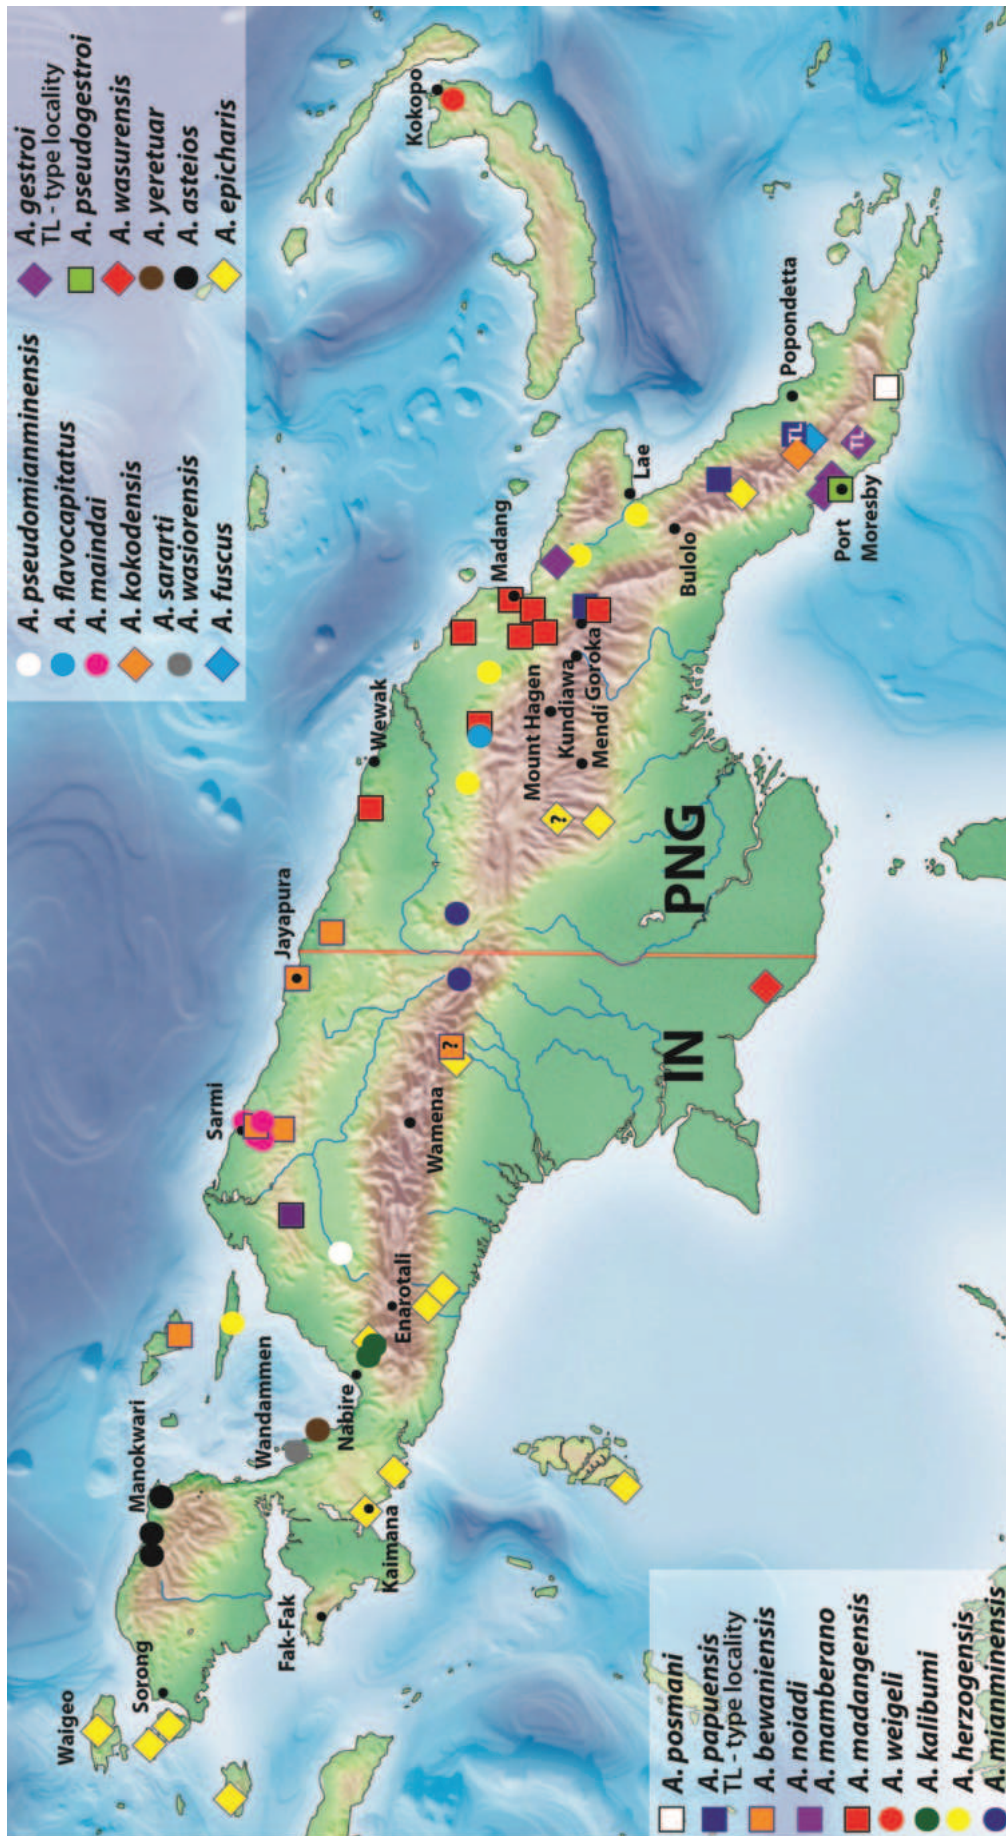 A. pseudomianminensis
A. flavocapitatus
A. maindai
A. kokodensis
A. sararti
A. wasiorensis
A. fuscus
A. gestroi
TL - type locality
A. pseudogestroi
A. wasurensis
A. yeretuar
A. asteios
A. epicharis
Waigeo
Sorong
Manokwari
Fak-Fak
Kaimana
Wandammen
Nabire
Enarotali
Sarmi
Wamena
Jayapura
?
IN
PNG
Wewak
?
Mount Hagen
Kundiawa
Mendi
Goroka
Madang
Lae
Bulolo
Kokopo
Popondetta
TL
TL
Port
Moresby
A. posmani
A. papuensis
TL - type locality
A. bewaniensis
A. noiadi
A. mamberano
A. madangensis
A. weigeli
A. kalibumi
A. herzogensis
A. mianminensis